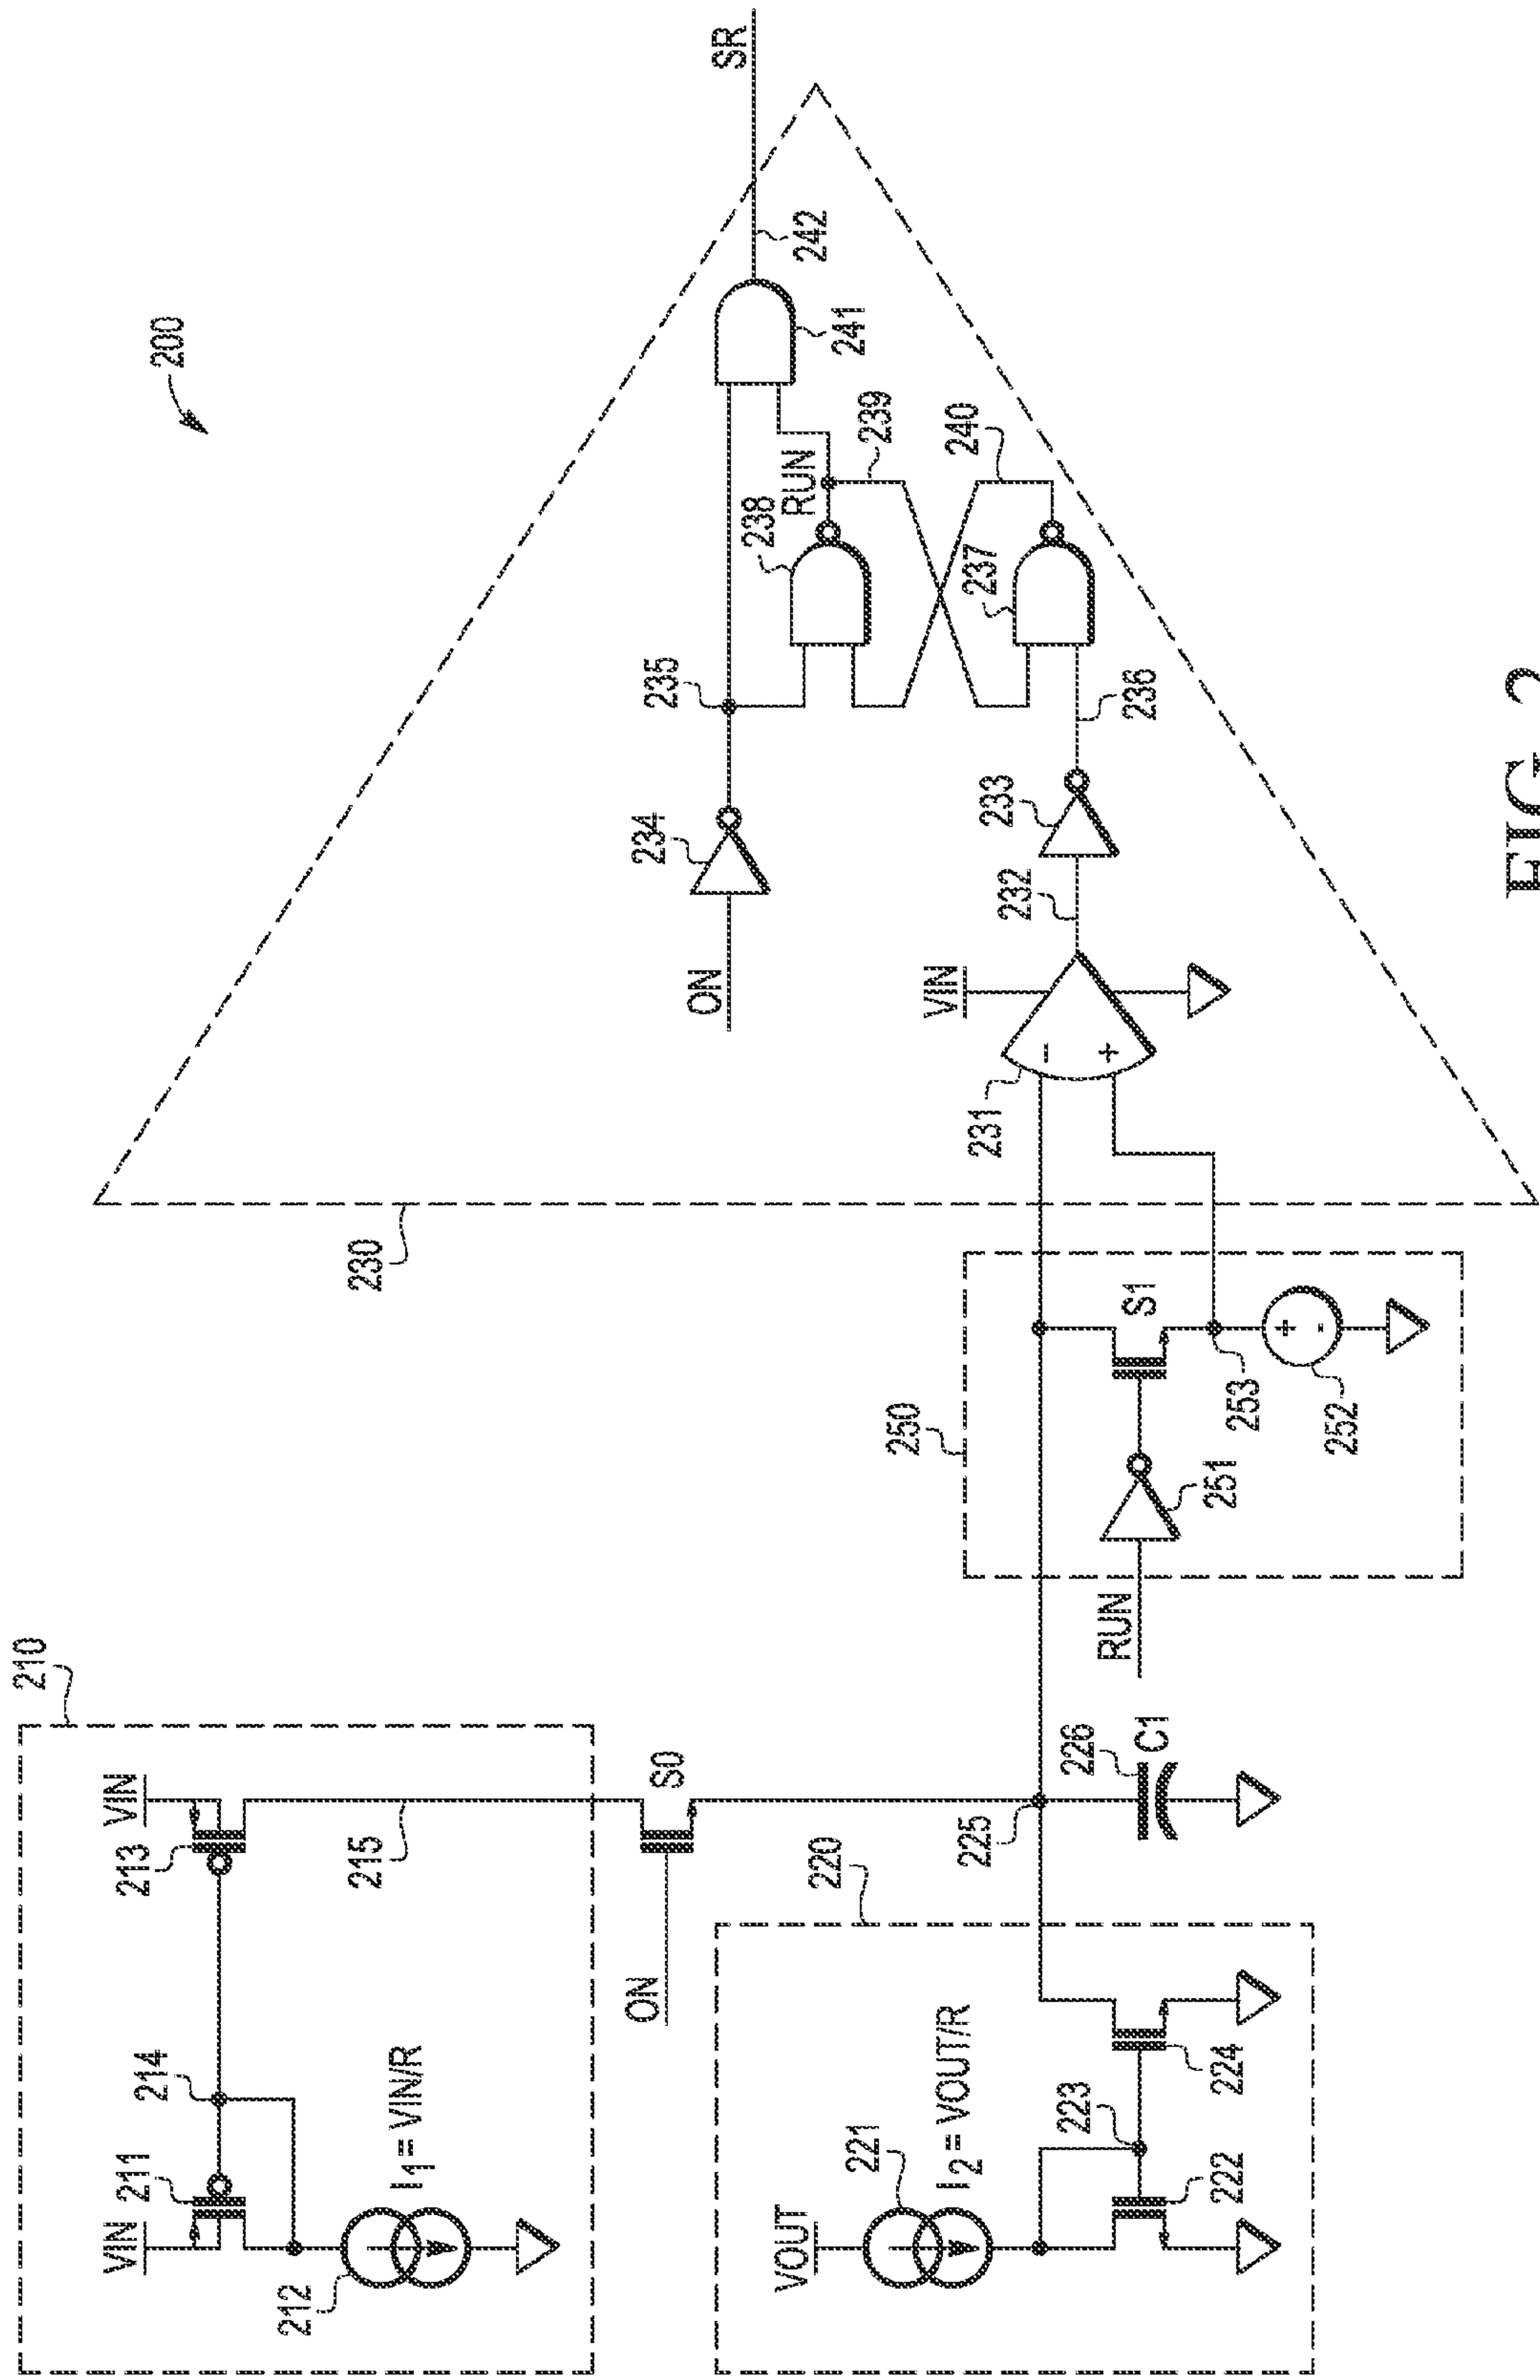 200
210
VIN
VIN
211
213
214
215
212
I1 = VIN/R
ON
S0
220
VOUT
221
I2 = VOUT/R
222
223
224
225
226
C1
RUN
250
251
S1
253
252
+
-
230
231
-
+
VIN
232
233
ON
234
235
236
237
238
RUN
239
240
241
242
SR
FIG. 2